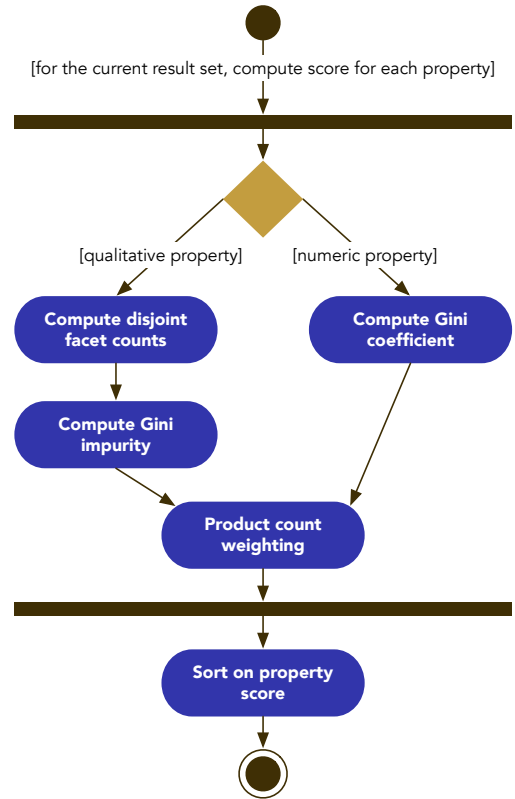 [for the current result set, compute score for each property]
[qualitative property]
[numeric property]
Compute disjoint
facet counts
Compute Gini
coefficient
Compute Gini
impurity
Product count
weighting
Sort on property
score